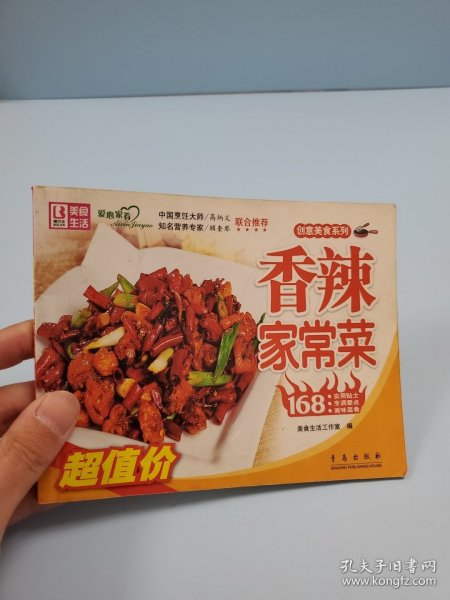 美食
生活
爱心家肴
Aixin Jiayao
中国烹饪大师/高炳义
知名营养专家/顾奎琴
联合推荐
创意美食系列
香辣
家常菜
168
实用贴士
烹调要点
美味菜肴
美食生活工作室 编
超值价
青岛出版社
QINGDAO PUBLISHING HOUSE
孔夫子旧书网
www.kongfz.com